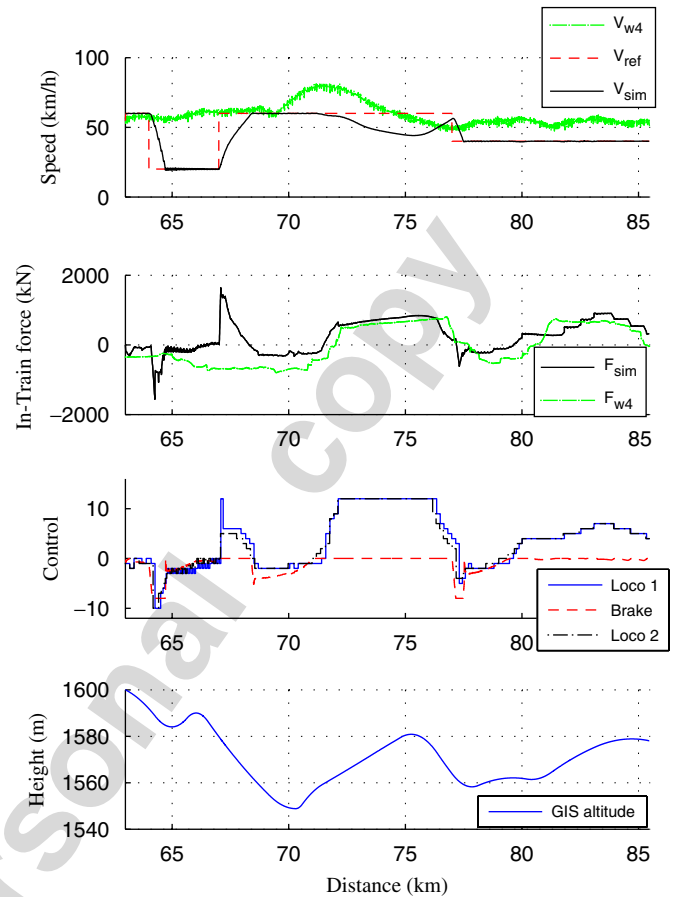 100
50
0
Speed (km/h)
V_w4
V_ref
V_sim
65 70 75 80 85
2000
0
−2000
In-Train force (kN)
F_sim
F_w4
65 70 75 80 85
10
0
−10
Control
Loco 1
Brake
Loco 2
65 70 75 80 85
1600
1580
1560
1540
Height (m)
GIS altitude
65 70 75 80 85
Distance (km)
ersonal copy